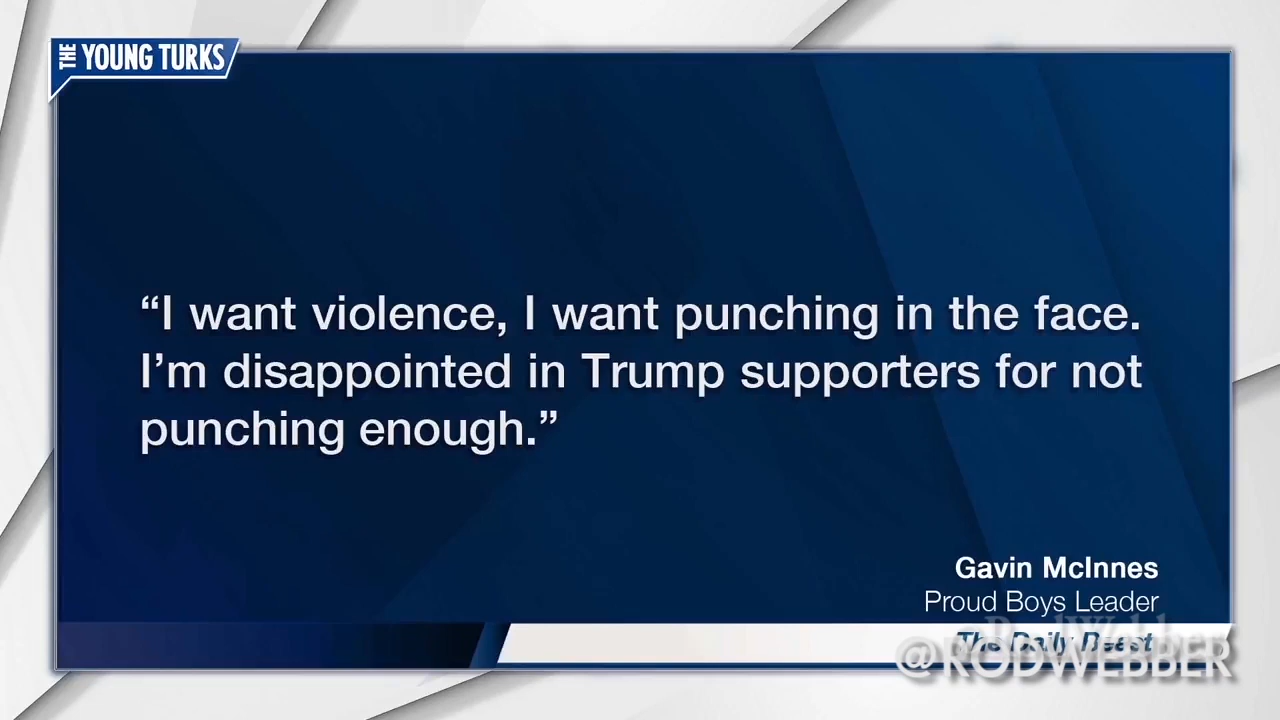 THE YOUNG TURKS
“I want violence, I want punching in the face.
I’m disappointed in Trump supporters for not
punching enough.”
Gavin McInnes
Proud Boys Leader
The Daily Beast
@RODWEBBER